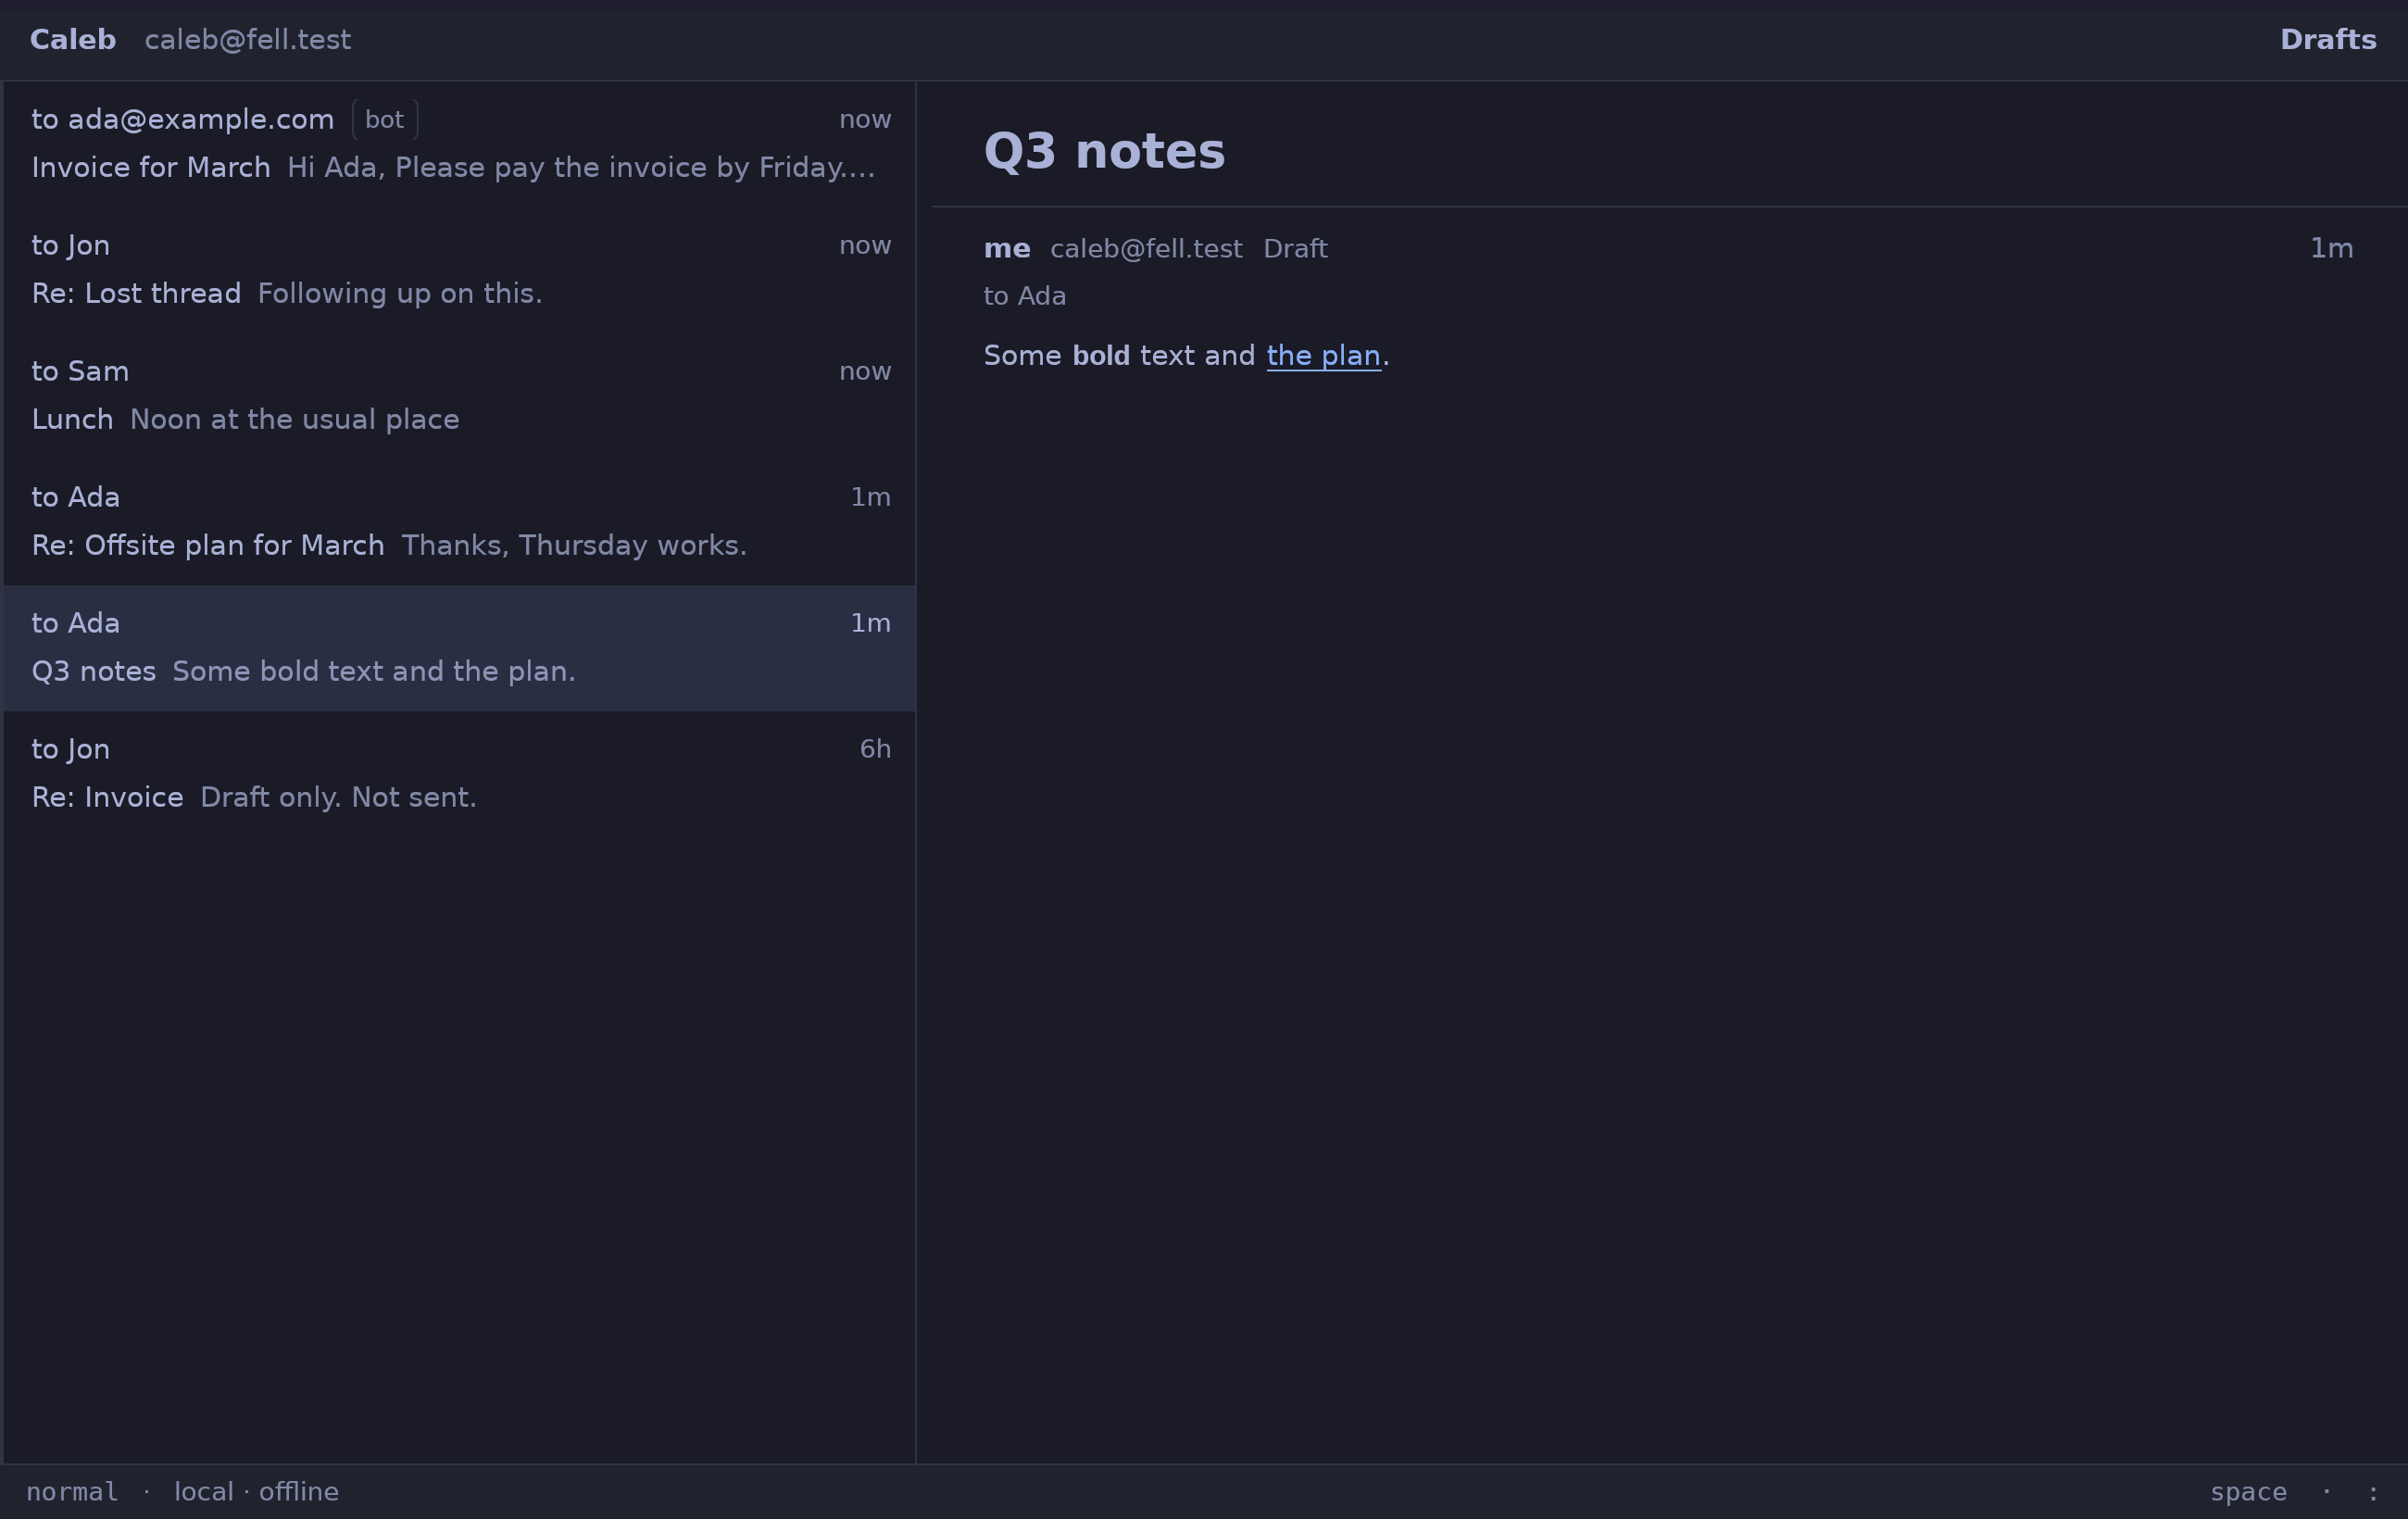 Caleb caleb@fell.test Drafts
to ada@example.com bot now
Invoice for March Hi Ada, Please pay the invoice by Friday....
to Jon now
Re: Lost thread Following up on this.
to Sam now
Lunch Noon at the usual place
to Ada 1m
Re: Offsite plan for March Thanks, Thursday works.
to Ada 1m
Q3 notes Some bold text and the plan.
to Jon 6h
Re: Invoice Draft only. Not sent.
Q3 notes
me caleb@fell.test Draft 1m
to Ada
Some bold text and the plan.
normal · local · offline space · :